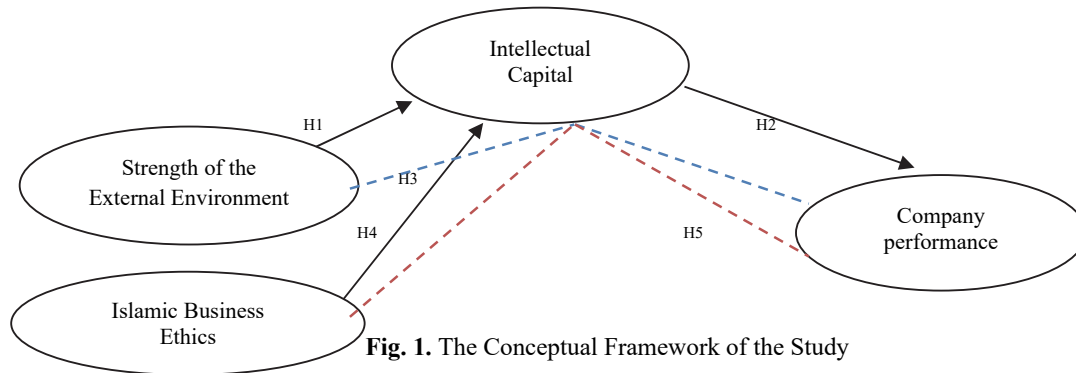 Intellectual
Capital
H1
H2
Strength of the
External Environment
H3
Company
performance
H4
H5
Islamic Business
Ethics
Fig. 1. The Conceptual Framework of the Study